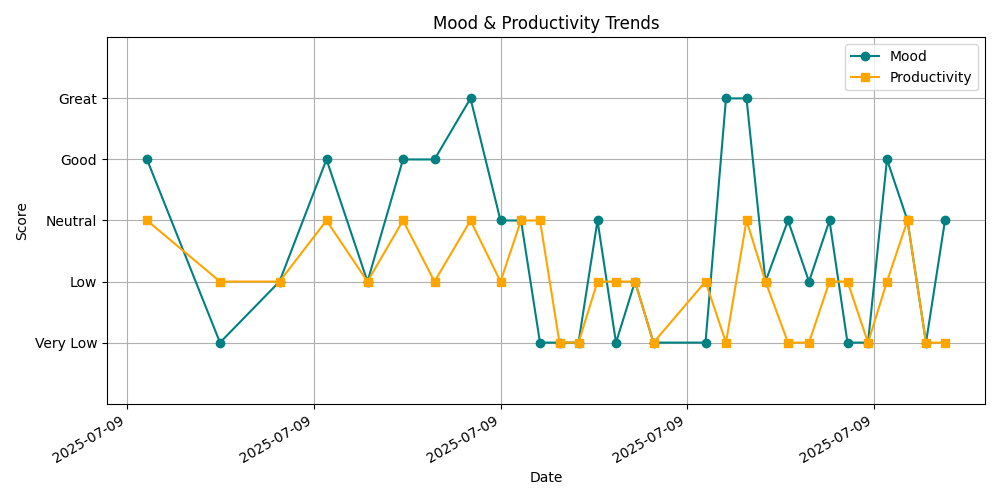 Mood & Productivity Trends
Mood
Productivity
Great
Good
Neutral
Low
Very Low
Score
2025-07-09
2025-07-09
2025-07-09
2025-07-09
2025-07-09
Date